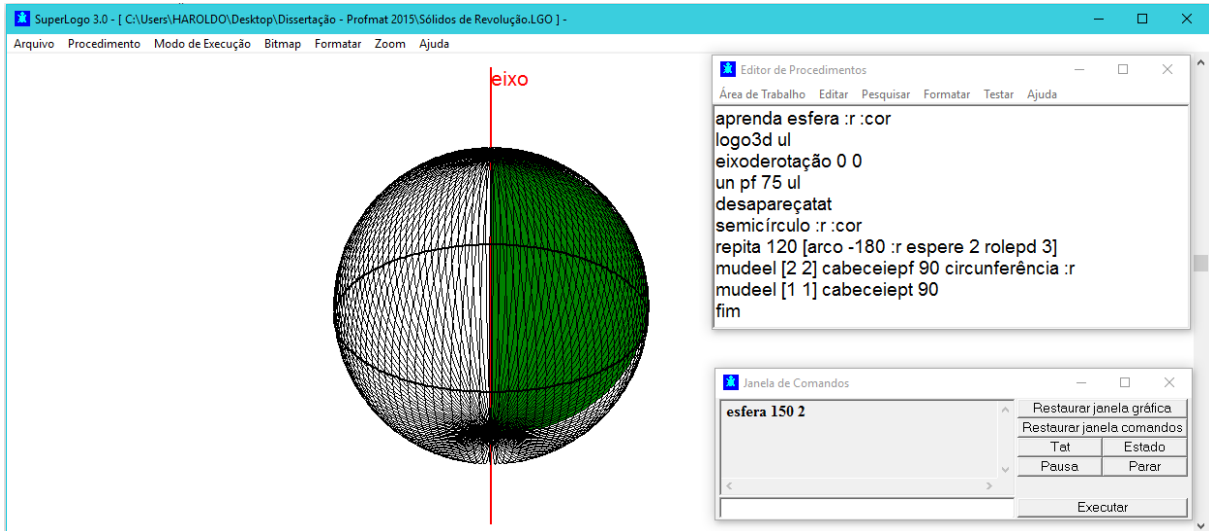 SuperLogo 3.0 - [ C:\Users\HAROLDO\Desktop\Dissertação - Profmat 2015\Sólidos de Revolução.LGO ] -
Arquivo Procedimento Modo de Execução Bitmap Formatar Zoom Ajuda
eixo
Editor de Procedimentos
Área de Trabalho Editar Pesquisar Formatar Testar Ajuda
aprenda esfera :r :cor
logo3d ul
eixoderotação 0 0
un pf 75 ul
desapareçatat
semicírculo :r :cor
repita 120 [arco -180 :r espere 2 rolepd 3]
mudeel [2 2] cabeceiepf 90 circunferência :r
mudeel [1 1] cabeceiept 90
fim
Janela de Comandos
esfera 150 2
Restaurar janela gráfica
Restaurar janela comandos
Tat Estado
Pausa Parar
Executar